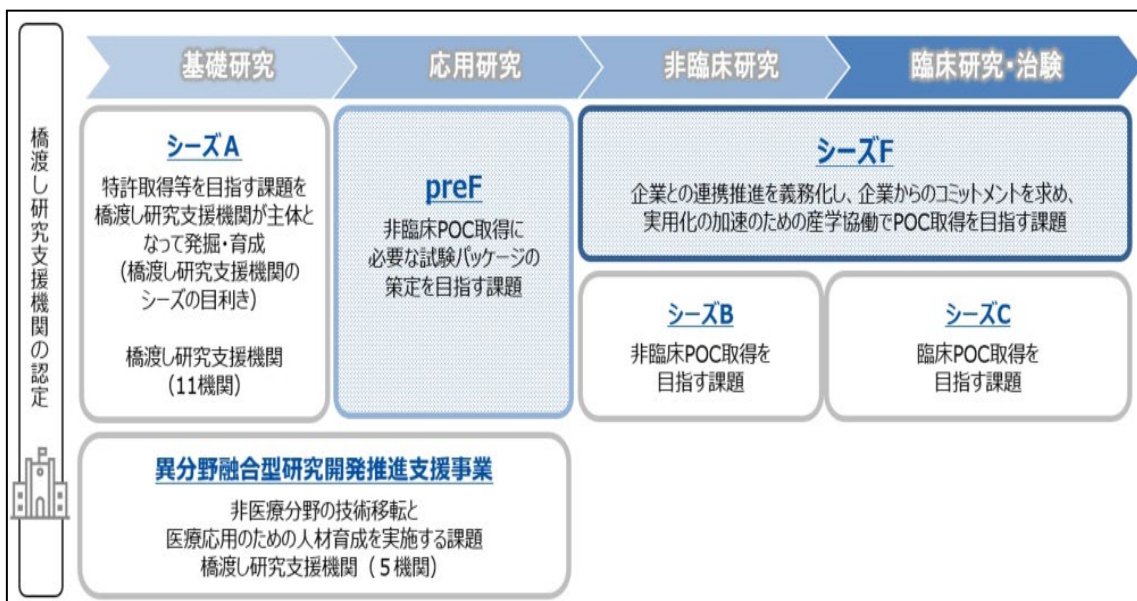 橋渡し研究支援機関の認定
基礎研究
応用研究
非臨床研究
臨床研究・治験
シーズA
特許取得等を目指す課題を
橋渡し研究支援機関が主体と
なって発掘・育成
(橋渡し研究支援機関の
シーズの目利き)
橋渡し研究支援機関
(11機関)
preF
非臨床POC取得に
必要な試験パッケージの
策定を目指す課題
シーズF
企業との連携推進を義務化し、企業からのコミットメントを求め、
実用化の加速のための産学協働でPOC取得を目指す課題
シーズB
非臨床POC取得を
目指す課題
シーズC
臨床POC取得を
目指す課題
異分野融合型研究開発推進支援事業
非医療分野の技術移転と
医療応用のための人材育成を実施する課題
橋渡し研究支援機関(5機関)